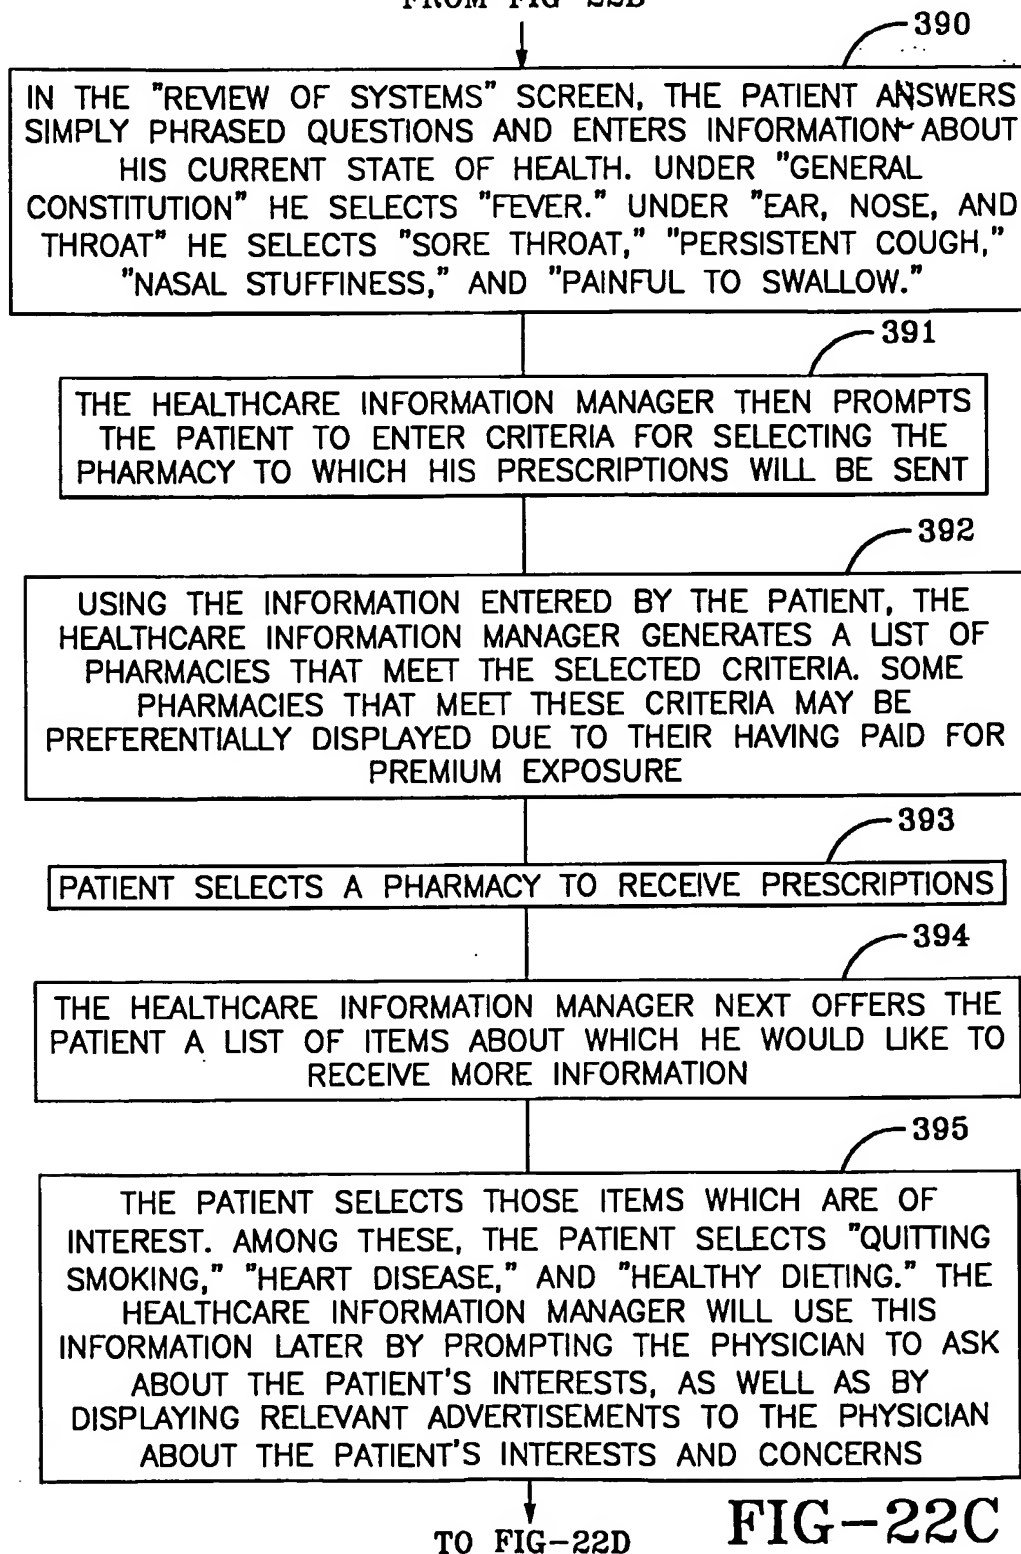 FROM FIG-22B
390
IN THE "REVIEW OF SYSTEMS" SCREEN, THE PATIENT ANSWERS
SIMPLY PHRASED QUESTIONS AND ENTERS INFORMATION ABOUT
HIS CURRENT STATE OF HEALTH. UNDER "GENERAL
CONSTITUTION" HE SELECTS "FEVER." UNDER "EAR, NOSE, AND
THROAT" HE SELECTS "SORE THROAT," "PERSISTENT COUGH,"
"NASAL STUFFINESS," AND "PAINFUL TO SWALLOW."
391
THE HEALTHCARE INFORMATION MANAGER THEN PROMPTS
THE PATIENT TO ENTER CRITERIA FOR SELECTING THE
PHARMACY TO WHICH HIS PRESCRIPTIONS WILL BE SENT
392
USING THE INFORMATION ENTERED BY THE PATIENT, THE
HEALTHCARE INFORMATION MANAGER GENERATES A LIST OF
PHARMACIES THAT MEET THE SELECTED CRITERIA. SOME
PHARMACIES THAT MEET THESE CRITERIA MAY BE
PREFERENTIALLY DISPLAYED DUE TO THEIR HAVING PAID FOR
PREMIUM EXPOSURE
393
PATIENT SELECTS A PHARMACY TO RECEIVE PRESCRIPTIONS
394
THE HEALTHCARE INFORMATION MANAGER NEXT OFFERS THE
PATIENT A LIST OF ITEMS ABOUT WHICH HE WOULD LIKE TO
RECEIVE MORE INFORMATION
395
THE PATIENT SELECTS THOSE ITEMS WHICH ARE OF
INTEREST. AMONG THESE, THE PATIENT SELECTS "QUITTING
SMOKING," "HEART DISEASE," AND "HEALTHY DIETING." THE
HEALTHCARE INFORMATION MANAGER WILL USE THIS
INFORMATION LATER BY PROMPTING THE PHYSICIAN TO ASK
ABOUT THE PATIENT'S INTERESTS, AS WELL AS BY
DISPLAYING RELEVANT ADVERTISEMENTS TO THE PHYSICIAN
ABOUT THE PATIENT'S INTERESTS AND CONCERNS
TO FIG-22D
FIG-22C